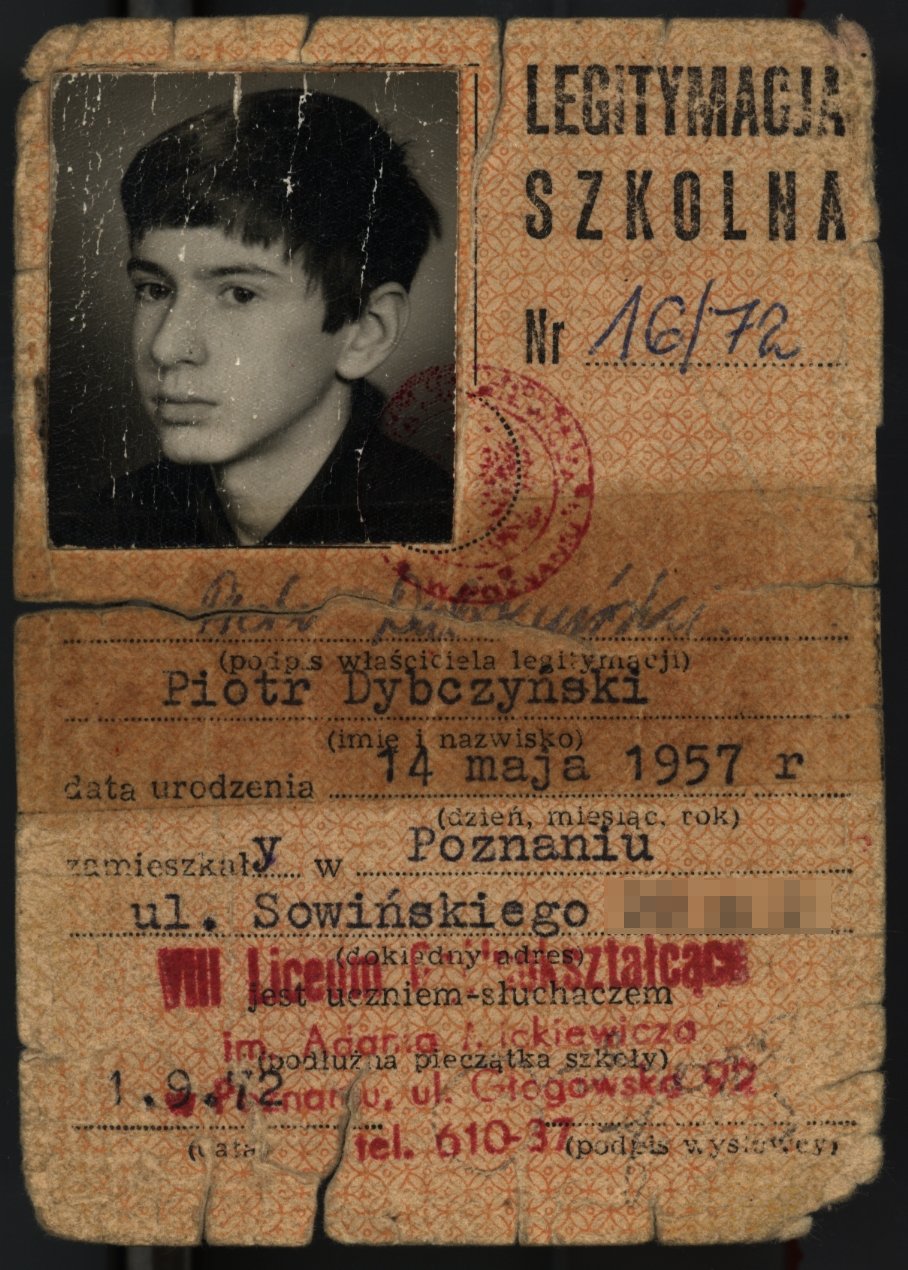 LEGITYMACJA
SZKOLNA
Nr 16/72
Piotr
(podpis właściciela legitymacji)
Piotr Dybczyński
(imię i nazwisko)
data urodzenia 14 maja 1957 r
(dzień, miesiąc, rok)
zamieszkały w Poznaniu
ul. Sowińskiego
(dokładny adres)
VIII Liceum Ogólnokształcące
jest uczniem-słuchaczem
im. Adama Mickiewicza
(podłużna pieczątka szkoły)
1.9.72
w Poznaniu, ul. Głogowska 92
tel. 610-37
(data)
(podpis wystawcy)